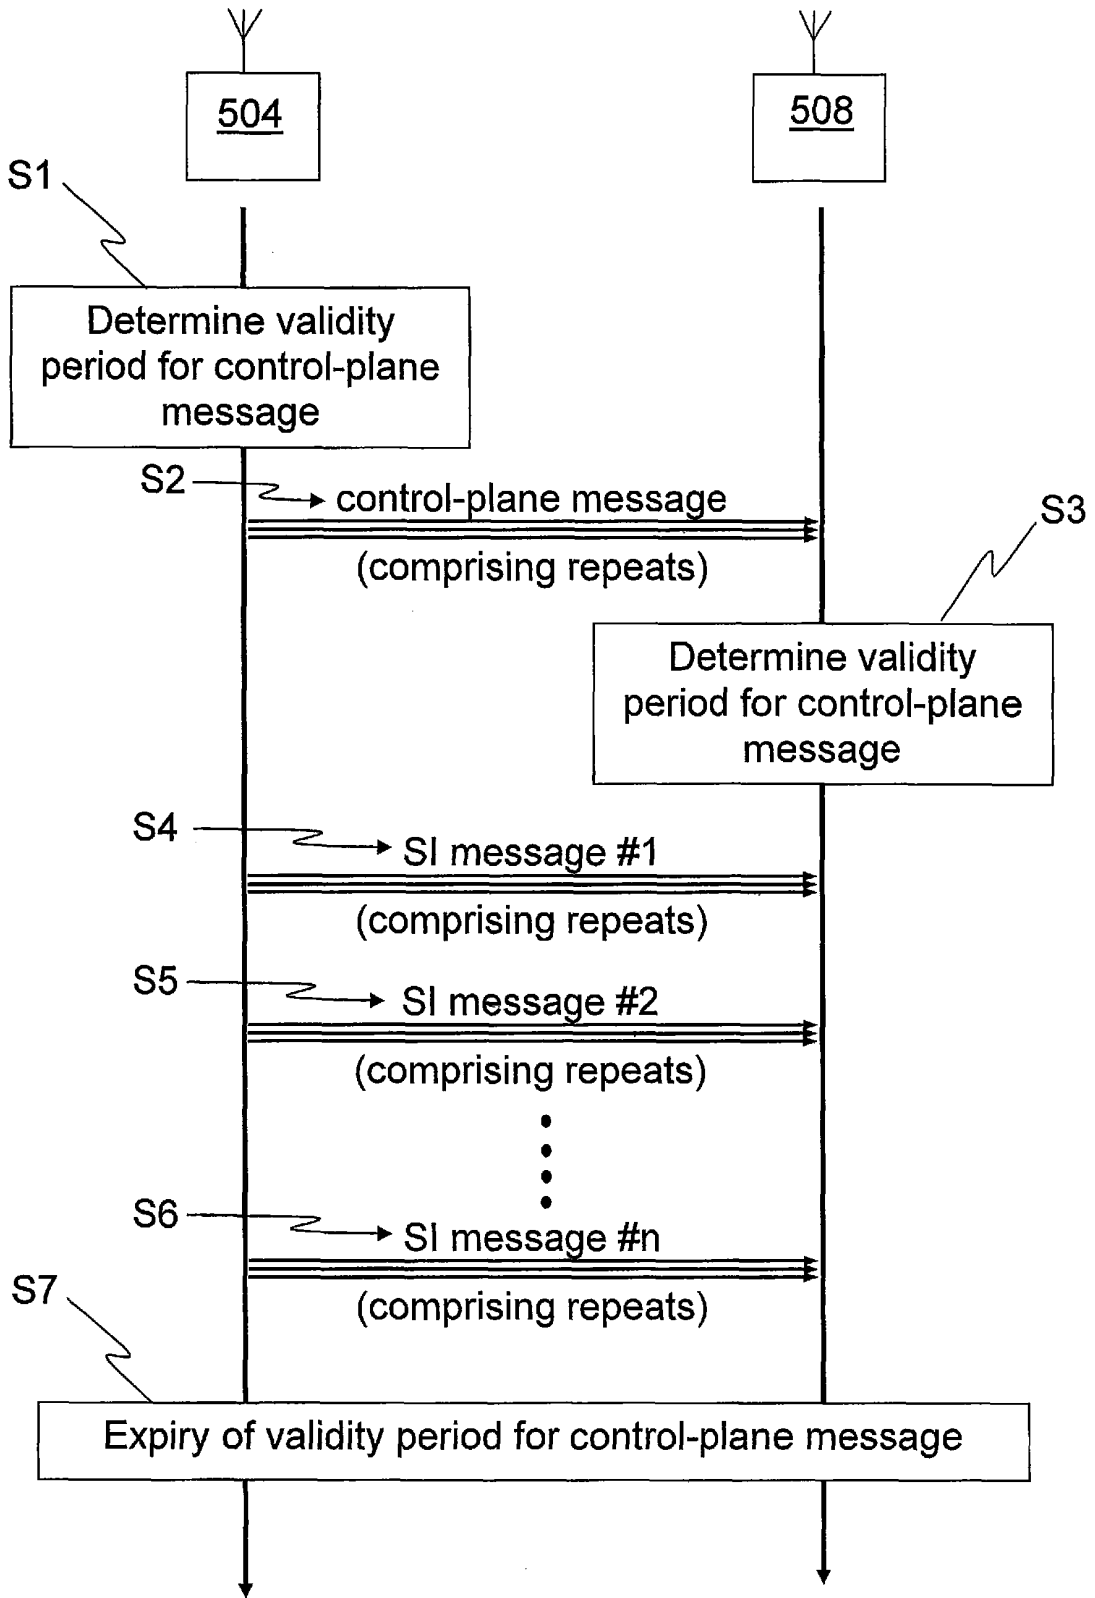 504
508
S1
Determine validity
period for control-plane
message
S2
control-plane message
(comprising repeats)
S3
Determine validity
period for control-plane
message
S4
SI message #1
(comprising repeats)
S5
SI message #2
(comprising repeats)
S6
SI message #n
(comprising repeats)
S7
Expiry of validity period for control-plane message